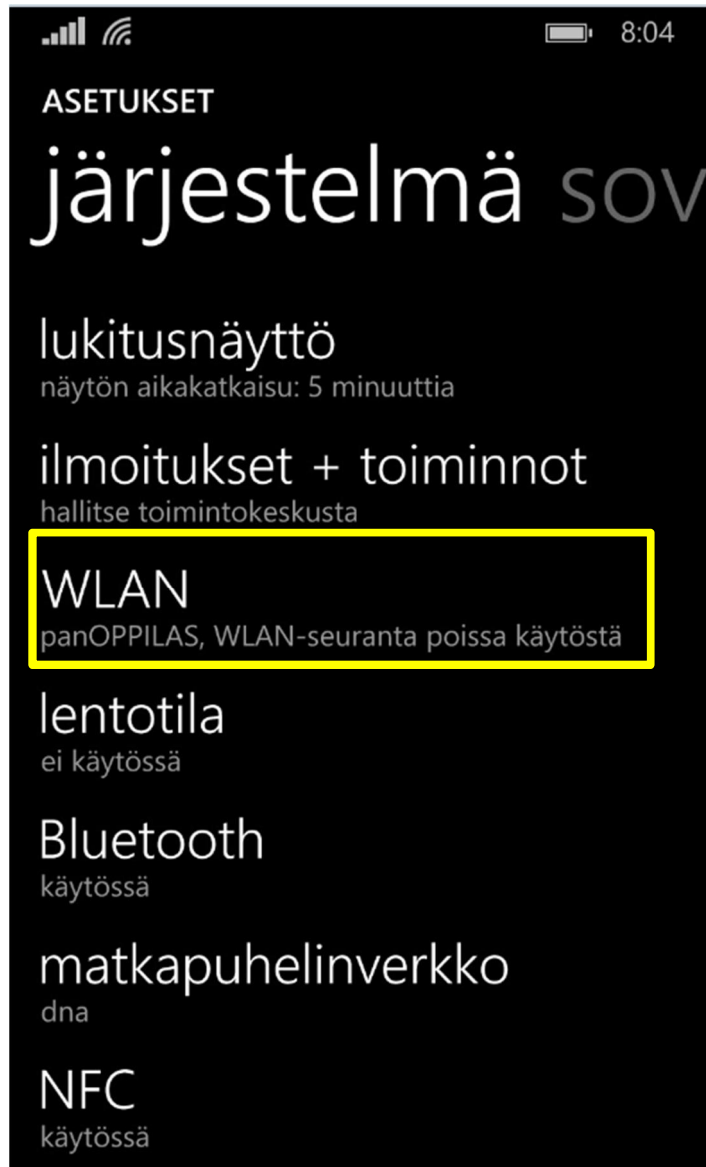 8:04
ASETUKSET
järjestelmä sov
lukitusnäyttö
näytön aikakatkaisu: 5 minuuttia
ilmoitukset + toiminnot
hallitse toimintokeskusta
WLAN
panOPPILAS, WLAN-seuranta poissa käytöstä
lentotila
ei käytössä
Bluetooth
käytössä
matkapuhelinverkko
dna
NFC
käytössä